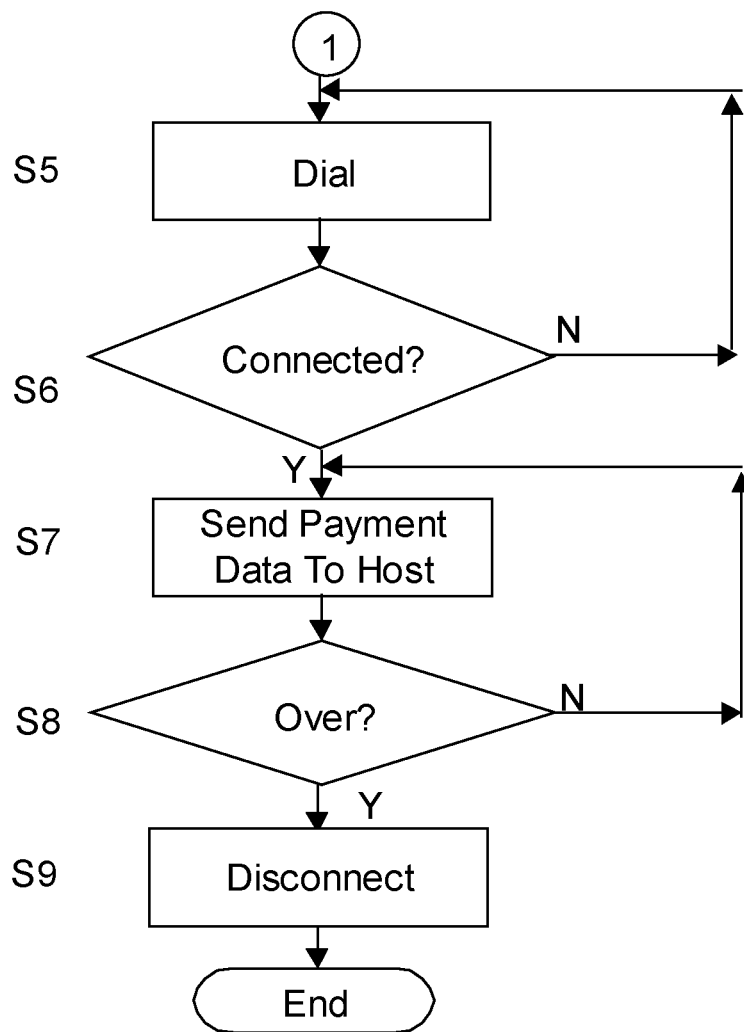 1
S5
Dial
Connected?
N
S6
Y
Send Payment
Data To Host
S7
Over?
N
S8
Y
Disconnect
S9
End